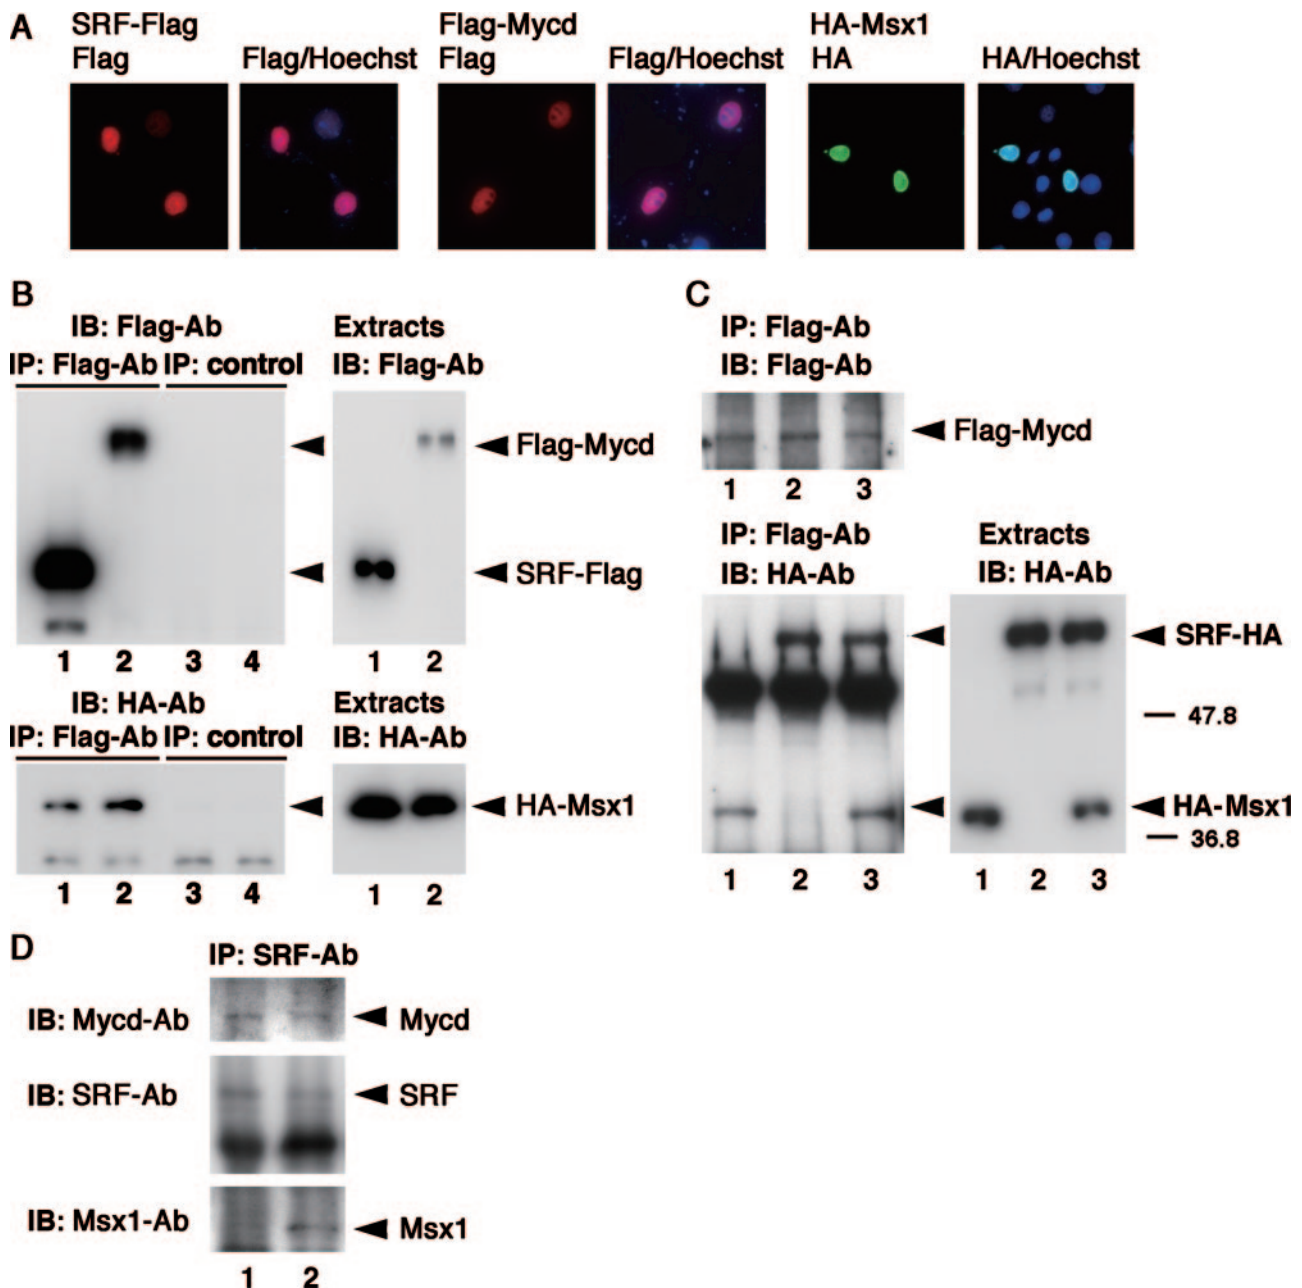 A
SRF-Flag
Flag
Flag/Hoechst
Flag-Mycd
Flag
Flag/Hoechst
HA-Msx1
HA
HA/Hoechst
B
IB: Flag-Ab
IP: Flag-Ab IP: control
Extracts
IB: Flag-Ab
Flag-Mycd
SRF-Flag
1 2 3 4
1 2
IB: HA-Ab
IP: Flag-Ab IP: control
Extracts
IB: HA-Ab
HA-Msx1
1 2 3 4
1 2
C
IP: Flag-Ab
IB: Flag-Ab
Flag-Mycd
1 2 3
IP: Flag-Ab
IB: HA-Ab
Extracts
IB: HA-Ab
SRF-HA
47.8
HA-Msx1
36.8
1 2 3
1 2 3
D
IP: SRF-Ab
IB: Mycd-Ab
Mycd
IB: SRF-Ab
SRF
IB: Msx1-Ab
Msx1
1 2